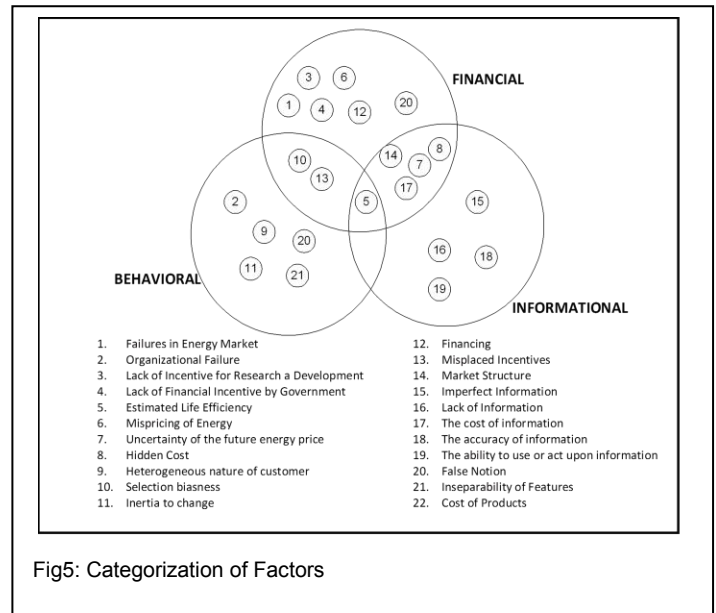 3
6
FINANCIAL
1
4
12
20
10
13
14
8
7
17
5
2
9
20
11
21
15
16
18
19
BEHAVIORAL
INFORMATIONAL
1. Failures in Energy Market
2. Organizational Failure
3. Lack of Incentive for Research a Development
4. Lack of Financial Incentive by Government
5. Estimated Life Efficiency
6. Mispricing of Energy
7. Uncertainty of the future energy price
8. Hidden Cost
9. Heterogeneous nature of customer
10. Selection biasness
11. Inertia to change
12. Financing
13. Misplaced Incentives
14. Market Structure
15. Imperfect Information
16. Lack of Information
17. The cost of information
18. The accuracy of information
19. The ability to use or act upon information
20. False Notion
21. Inseparability of Features
22. Cost of Products
Fig5: Categorization of Factors